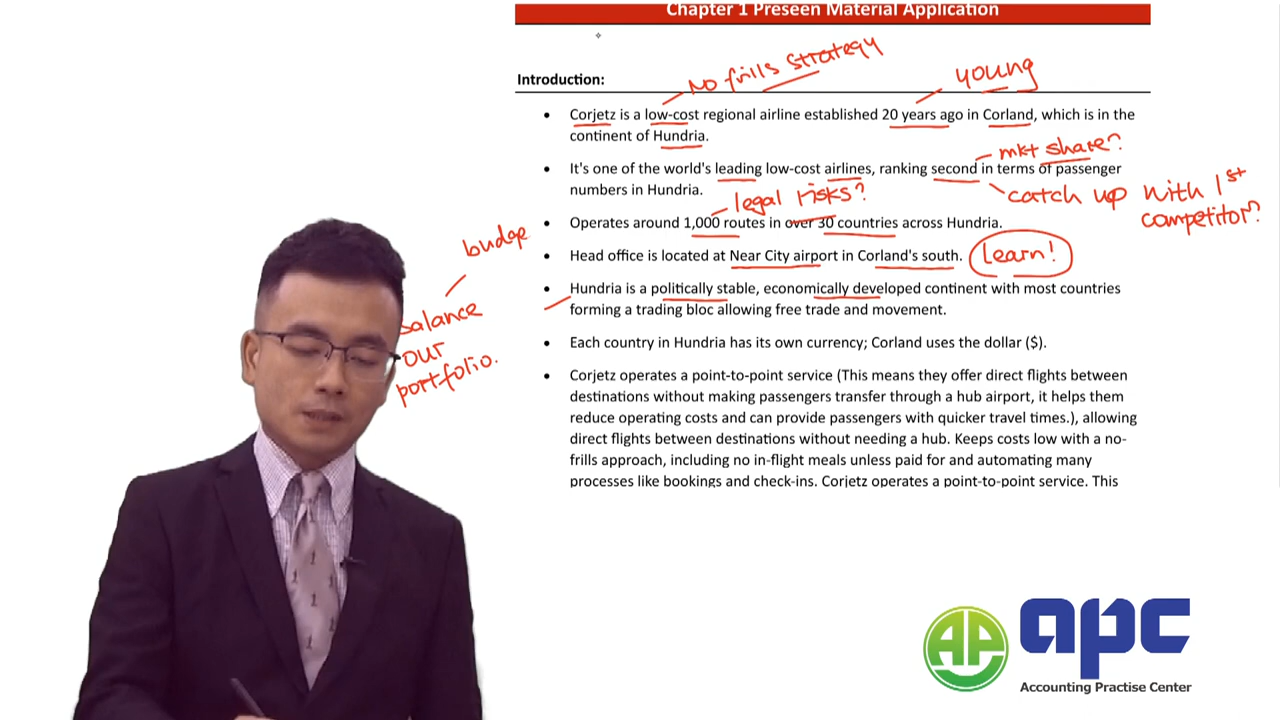 Chapter 1 Preseen Material Application
No frills strategy
young
Introduction:
• Corjetz is a low-cost regional airline established 20 years ago in Corland, which is in the
continent of Hundria.
mkt share?
• It's one of the world's leading low-cost airlines, ranking second in terms of passenger
numbers in Hundria.
catch up with 1st
competitor?
legal risks?
• Operates around 1,000 routes in over 30 countries across Hundria.
• Head office is located at Near City airport in Corland's south.
Learn!
• Hundria is a politically stable, economically developed continent with most countries
forming a trading bloc allowing free trade and movement.
budge
balance
our
portfolio.
• Each country in Hundria has its own currency; Corland uses the dollar ($).
• Corjetz operates a point-to-point service (This means they offer direct flights between
destinations without making passengers transfer through a hub airport, it helps them
reduce operating costs and can provide passengers with quicker travel times.), allowing
direct flights between destinations without needing a hub. Keeps costs low with a no-
frills approach, including no in-flight meals unless paid for and automating many
processes like bookings and check-ins. Corjetz operates a point-to-point service. This
AP
apc
Accounting Practise Center